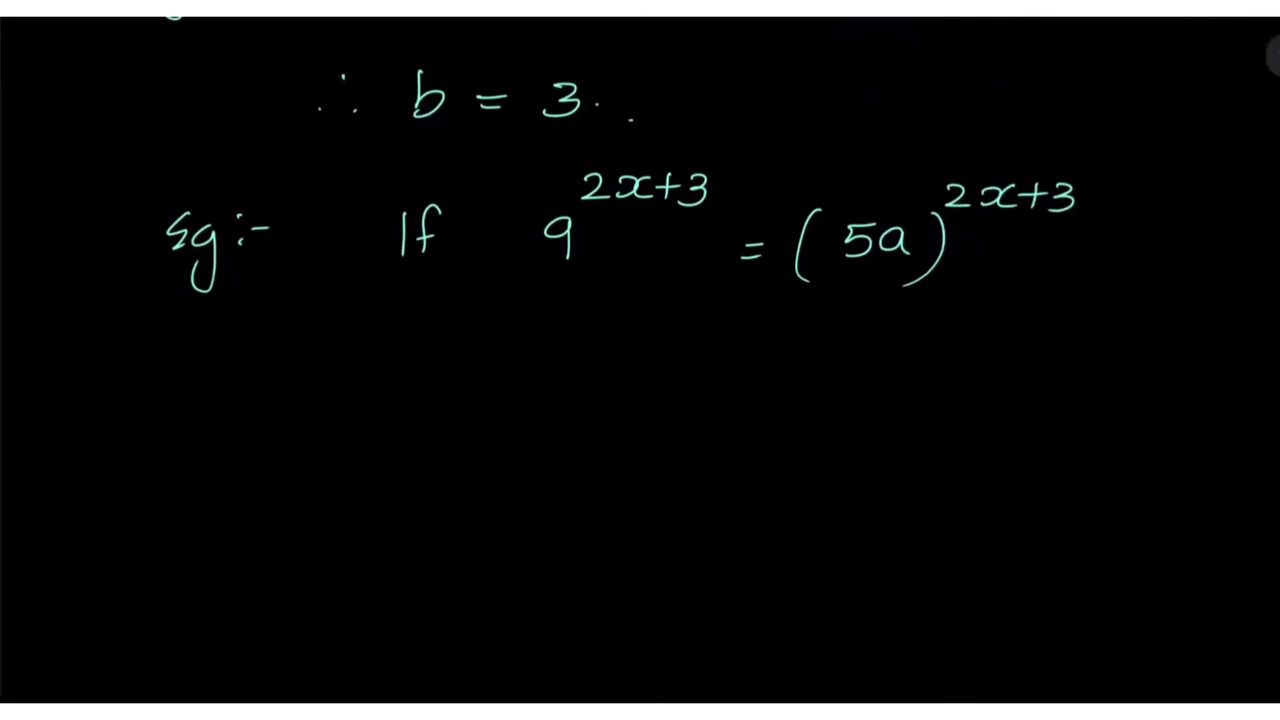 ∴ b = 3.
Eg:- If 9^{2x+3} = (5a)^{2x+3}